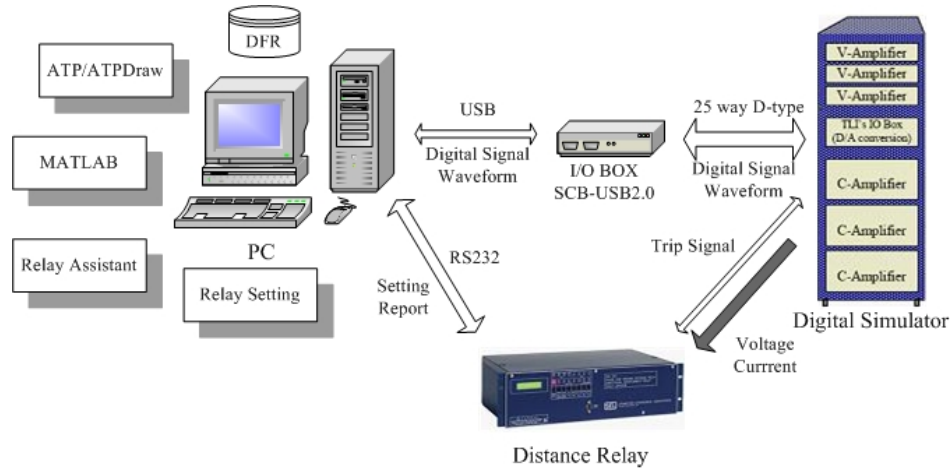 DFR
ATP/ATPDraw
MATLAB
Relay Assistant
PC
Relay Setting
USB
Digital Signal
Waveform
I/O BOX
SCB-USB2.0
25 way D-type
Digital Signal
Waveform
V-Amplifier
V-Amplifier
V-Amplifier
TLI's IO Box
(D/A conversion)
C-Amplifier
C-Amplifier
C-Amplifier
Digital Simulator
RS232
Setting
Report
Trip Signal
Voltage
Currrent
Distance Relay